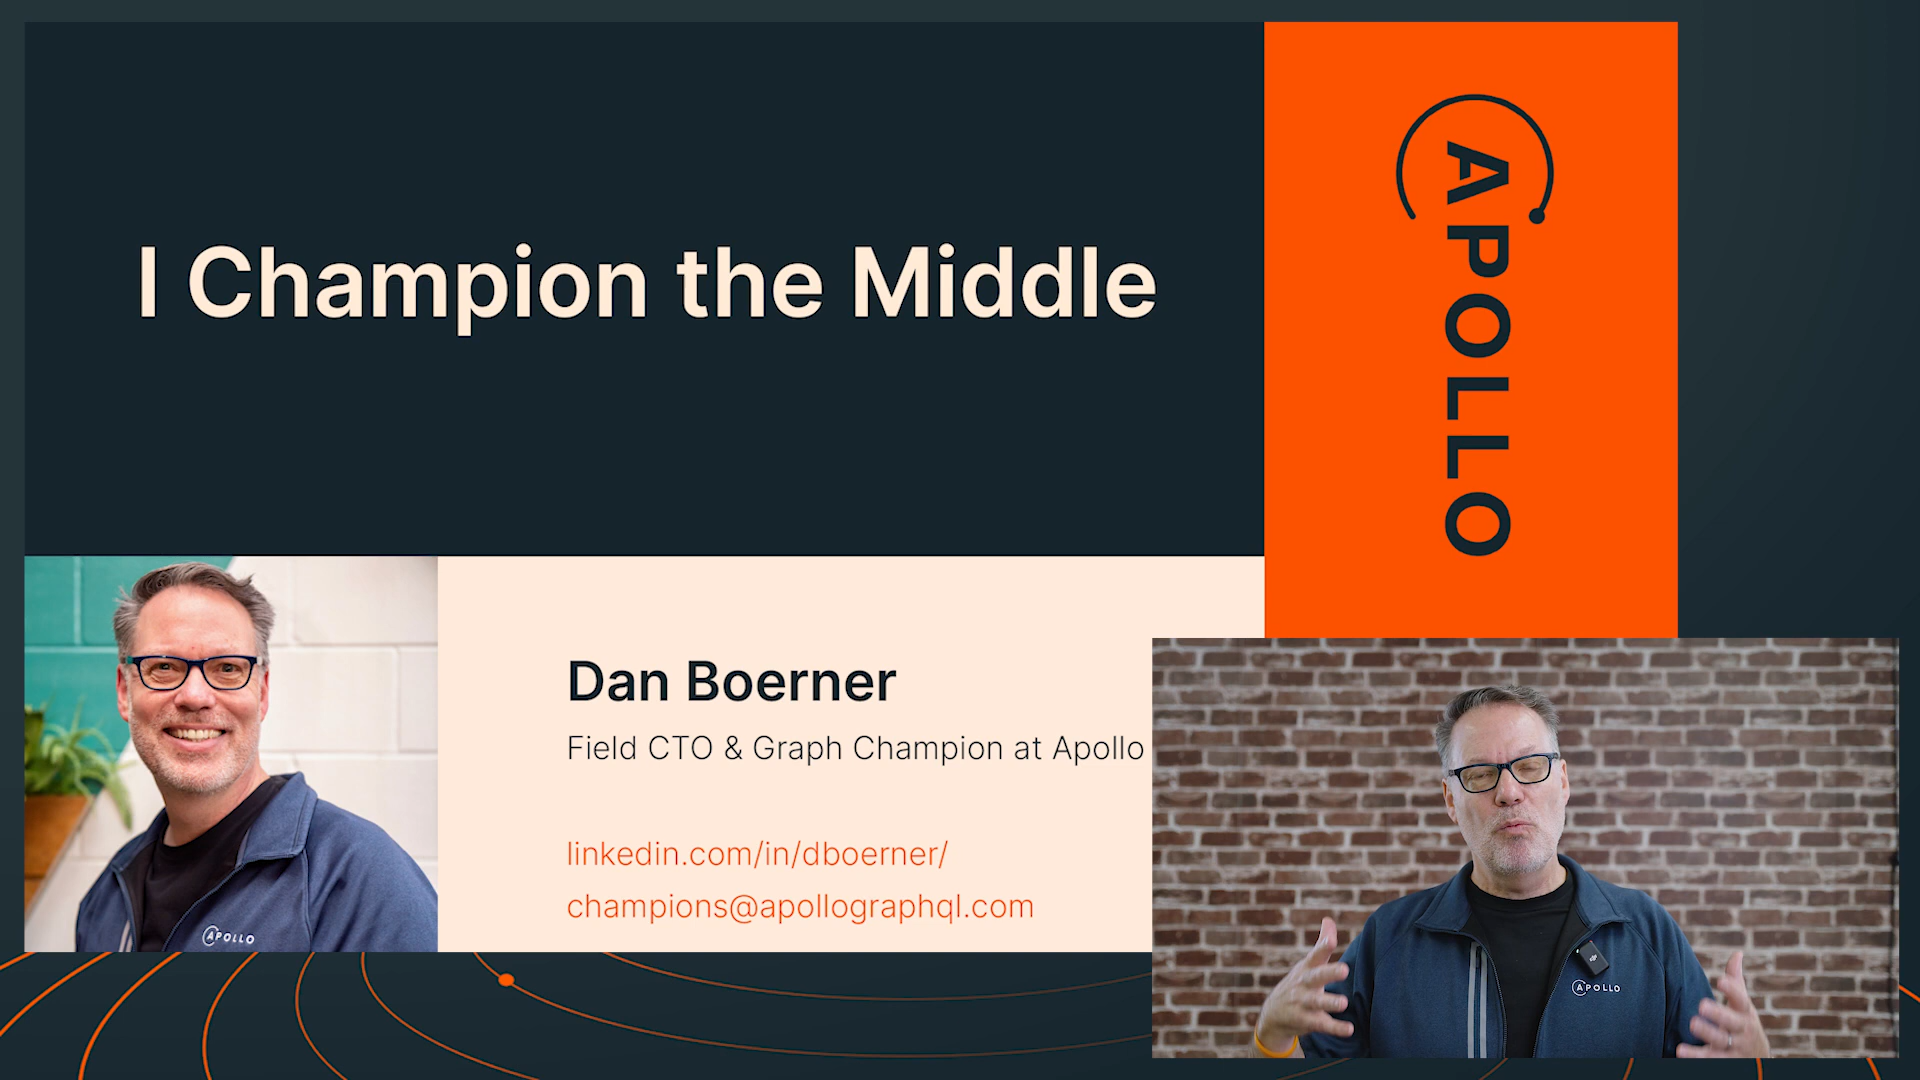 I Champion the Middle
APOLLO
Dan Boerner
Field CTO & Graph Champion at Apollo
linkedin.com/in/dboerner/
champions@apollographql.com
APOLLO
APOLLO